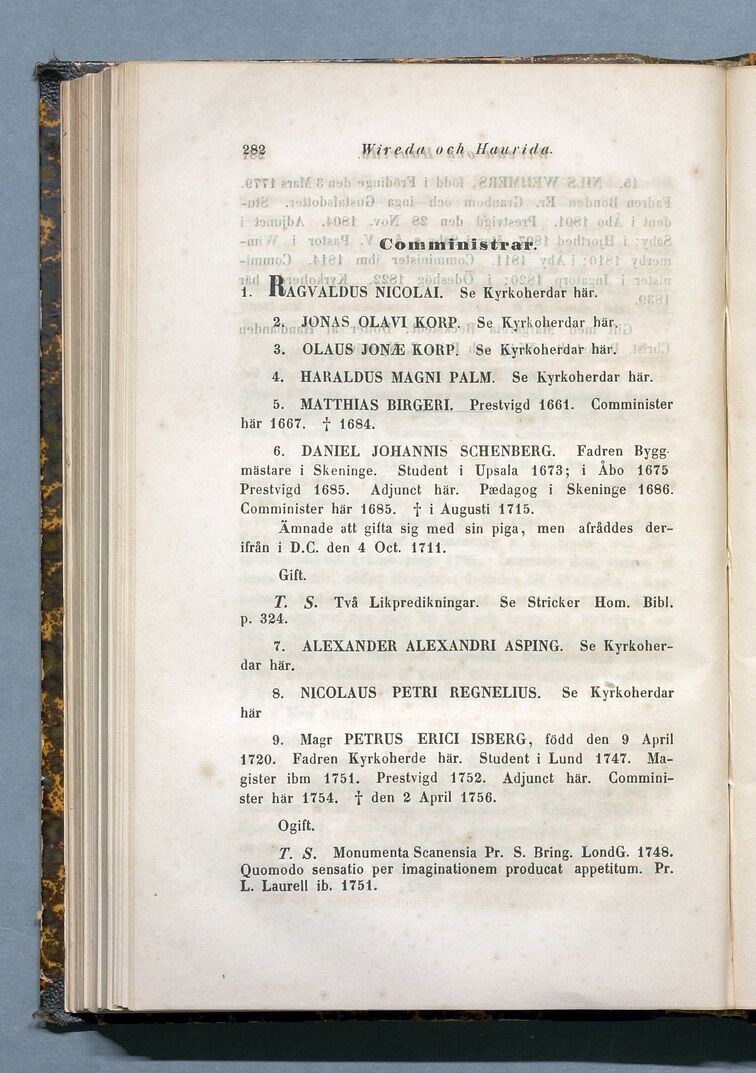 282 Wireda och Haurida.
Comministrar.
1. RAGVALDUS NICOLAI. Se Kyrkoherdar här.
2. JONAS OLAVI KORP. Se Kyrkoherdar här.
3. OLAUS JONÆ KORP. Se Kyrkoherdar här.
4. HARALDUS MAGNI PALM. Se Kyrkoherdar här.
5. MATTHIAS BIRGERI. Prestvigd 1661. Comminister
här 1667. † 1684.
6. DANIEL JOHANNIS SCHENBERG. Fadren Bygg-
mästare i Skeninge. Student i Upsala 1673; i Åbo 1675
Prestvigd 1685. Adjunct här. Pædagog i Skeninge 1686.
Comminister här 1685. † i Augusti 1715.
Ämnade att gifta sig med sin piga, men afråddes der-
ifrån i D.C. den 4 Oct. 1711.
Gift.
T. S. Två Likpredikningar. Se Stricker Hom. Bibl.
p. 324.
7. ALEXANDER ALEXANDRI ASPING. Se Kyrkoher-
dar här.
8. NICOLAUS PETRI REGNELIUS. Se Kyrkoherdar
här
9. Magr PETRUS ERICI ISBERG, född den 9 April
1720. Fadren Kyrkoherde här. Student i Lund 1747. Ma-
gister ibm 1751. Prestvigd 1752. Adjunct här. Commini-
ster här 1754. † den 2 April 1756.
Ogift.
T. S. Monumenta Scanensia Pr. S. Bring. LondG. 1748.
Quomodo sensatio per imaginationem producat appetitum. Pr.
L. Laurell ib. 1751.